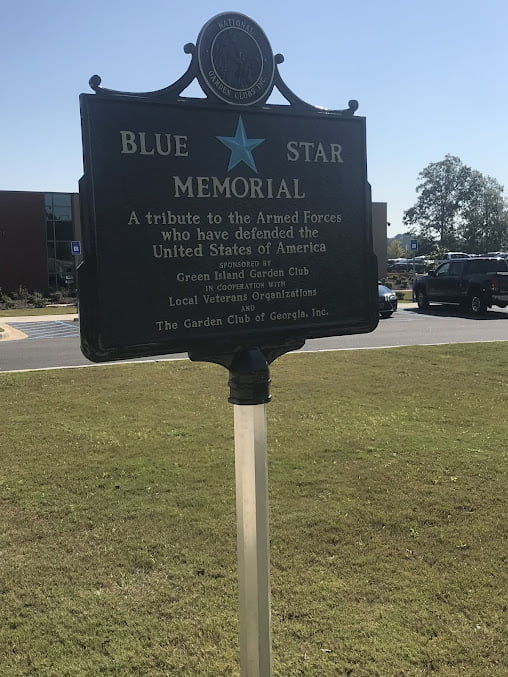 NATIONAL
GARDEN CLUBS INC.
BLUE STAR
MEMORIAL
A tribute to the Armed Forces
who have defended the
United States of America
SPONSORED BY
Green Island Garden Club
IN COOPERATION WITH
Local Veterans Organizations
AND
The Garden Club of Georgia, Inc.